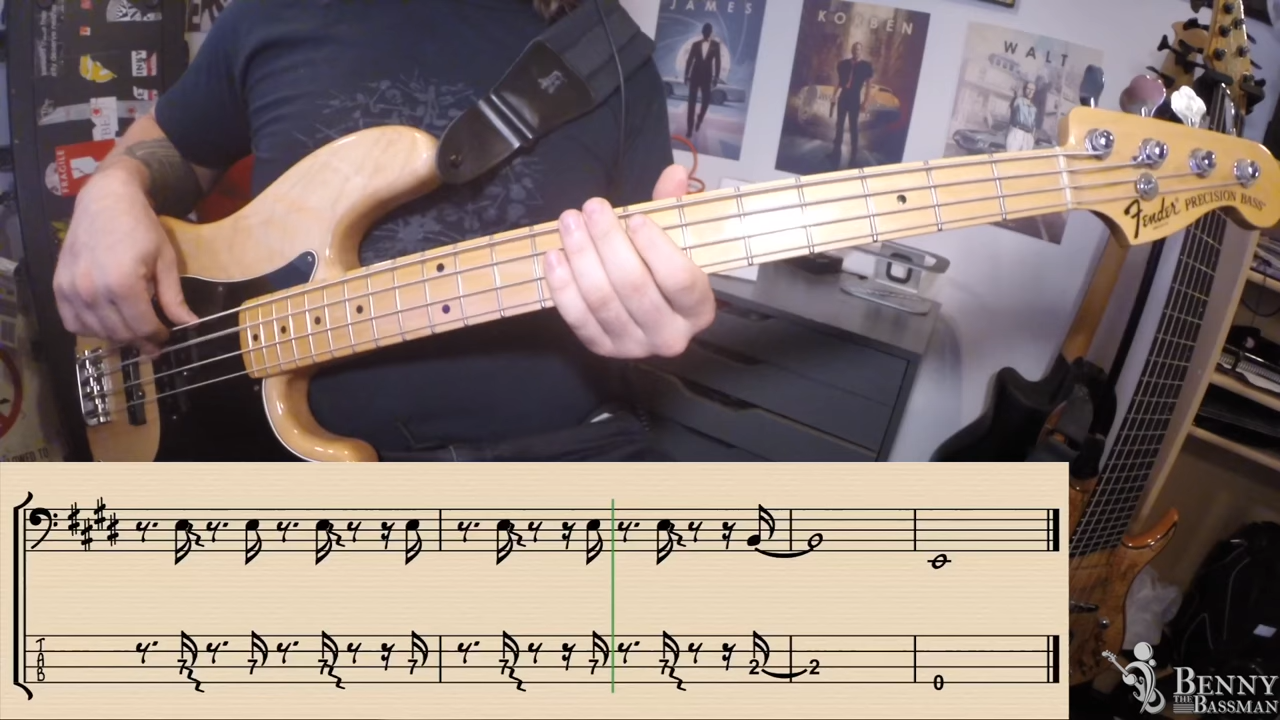 JAMES
KORBEN
WALT
FRAGILE
Fender PRECISION BASS
T
A
B
7 7 7 7 7 7 7 2 2 0
BENNY
THE
BASSMAN